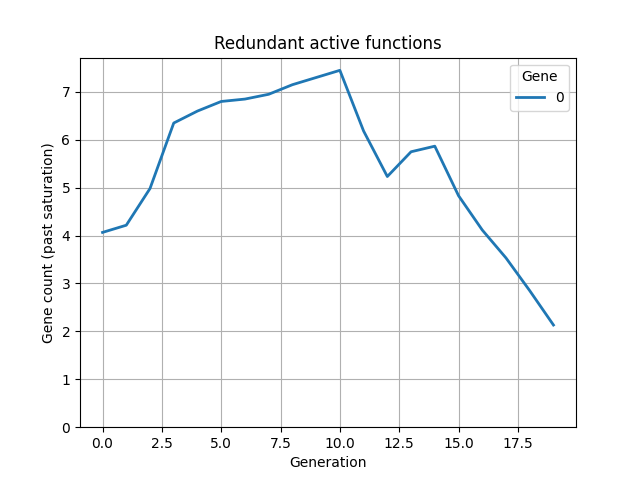 Redundant active functions
Gene
0
Gene count (past saturation)
7
6
5
4
3
2
1
0
0.0 2.5 5.0 7.5 10.0 12.5 15.0 17.5
Generation